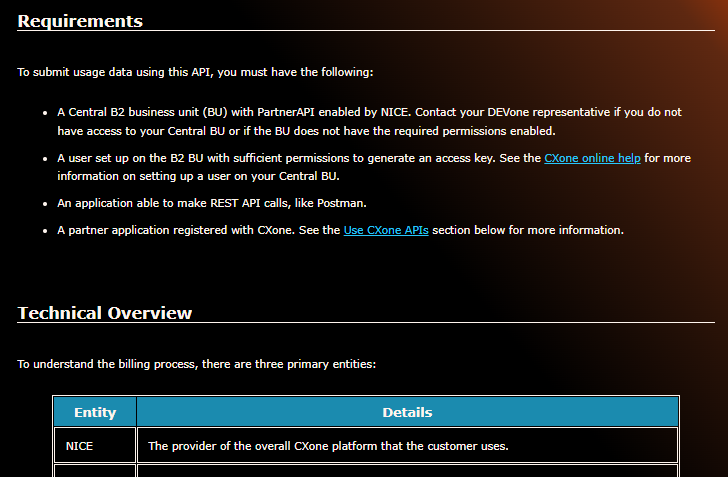 Requirements
To submit usage data using this API, you must have the following:
• A Central B2 business unit (BU) with PartnerAPI enabled by NICE. Contact your DEVone representative if you do not
have access to your Central BU or if the BU does not have the required permissions enabled.
• A user set up on the B2 BU with sufficient permissions to generate an access key. See the CXone online help for more
information on setting up a user on your Central BU.
• An application able to make REST API calls, like Postman.
• A partner application registered with CXone. See the Use CXone APIs section below for more information.
Technical Overview
To understand the billing process, there are three primary entities:
Entity Details
NICE The provider of the overall CXone platform that the customer uses.